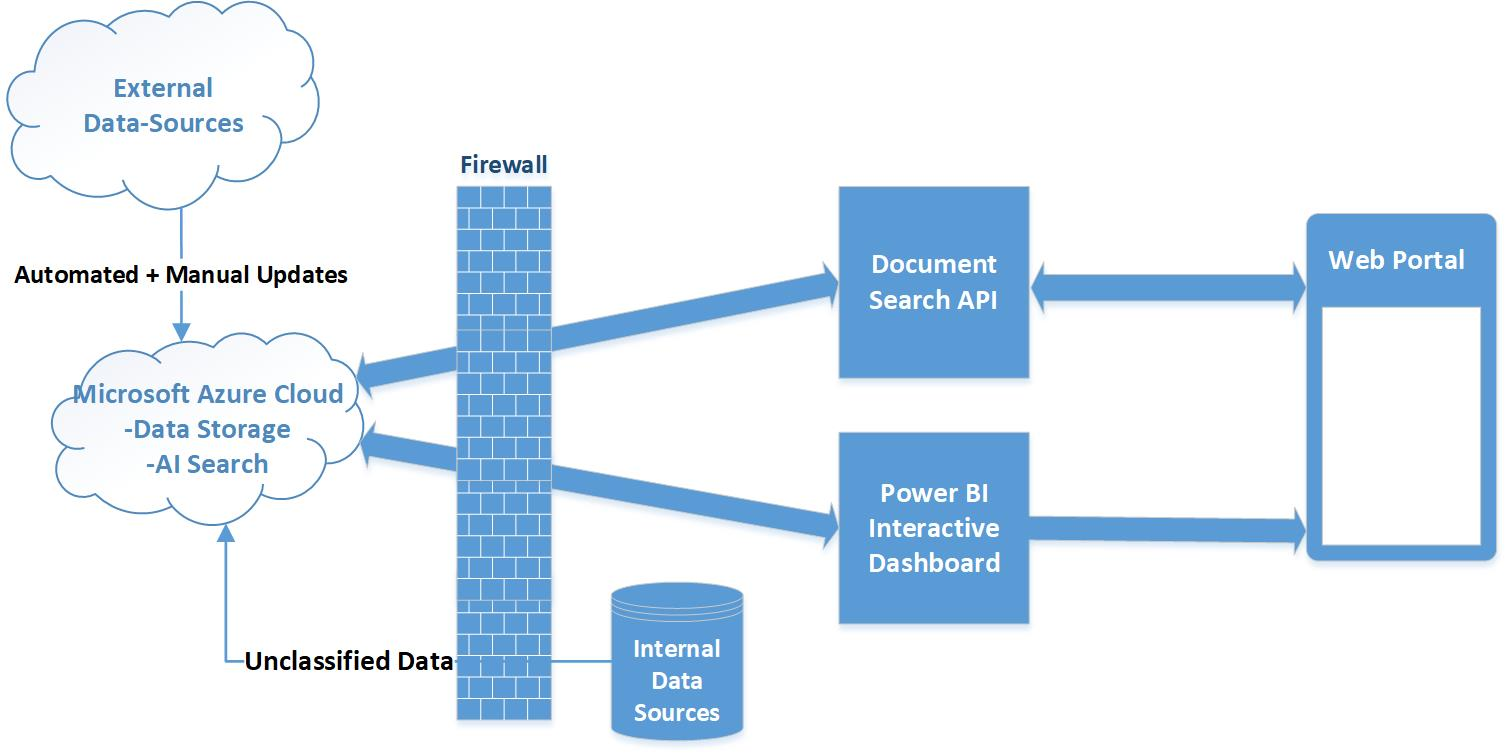 External
Data-Sources
Firewall
Automated + Manual Updates
Document
Search API
Web Portal
Microsoft Azure Cloud
-Data Storage
-AI Search
Power BI
Interactive
Dashboard
Unclassified Data
Internal
Data
Sources